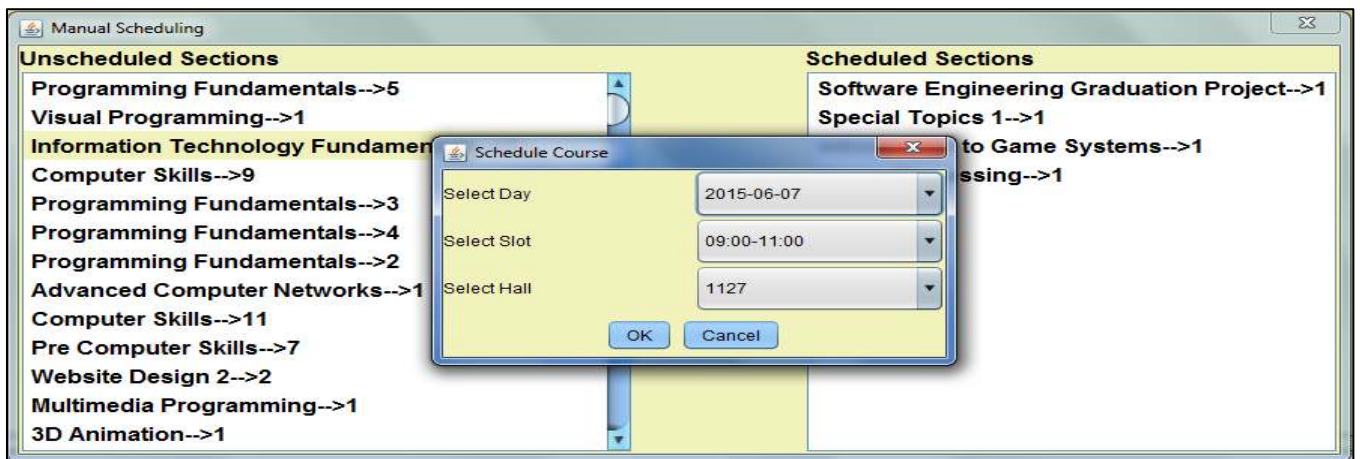 Manual Scheduling
Unscheduled Sections
Programming Fundamentals-->5
Visual Programming-->1
Information Technology
Computer Skills-->9
Programming Fundamentals-->3
Programming Fundamentals-->4
Programming Fundamentals-->2
Advanced Computer Networks-->1
Computer Skills-->11
Pre Computer Skills-->7
Website Design 2-->2
Multimedia Programming-->1
3D Animation-->1
Schedule Course
Select Day
2015-06-07
Select Slot
09:00-11:00
Select Hall
1127
OK
Cancel
Scheduled Sections
Software Engineering Graduation Project-->1
Special Topics 1-->1
to Game Systems-->1